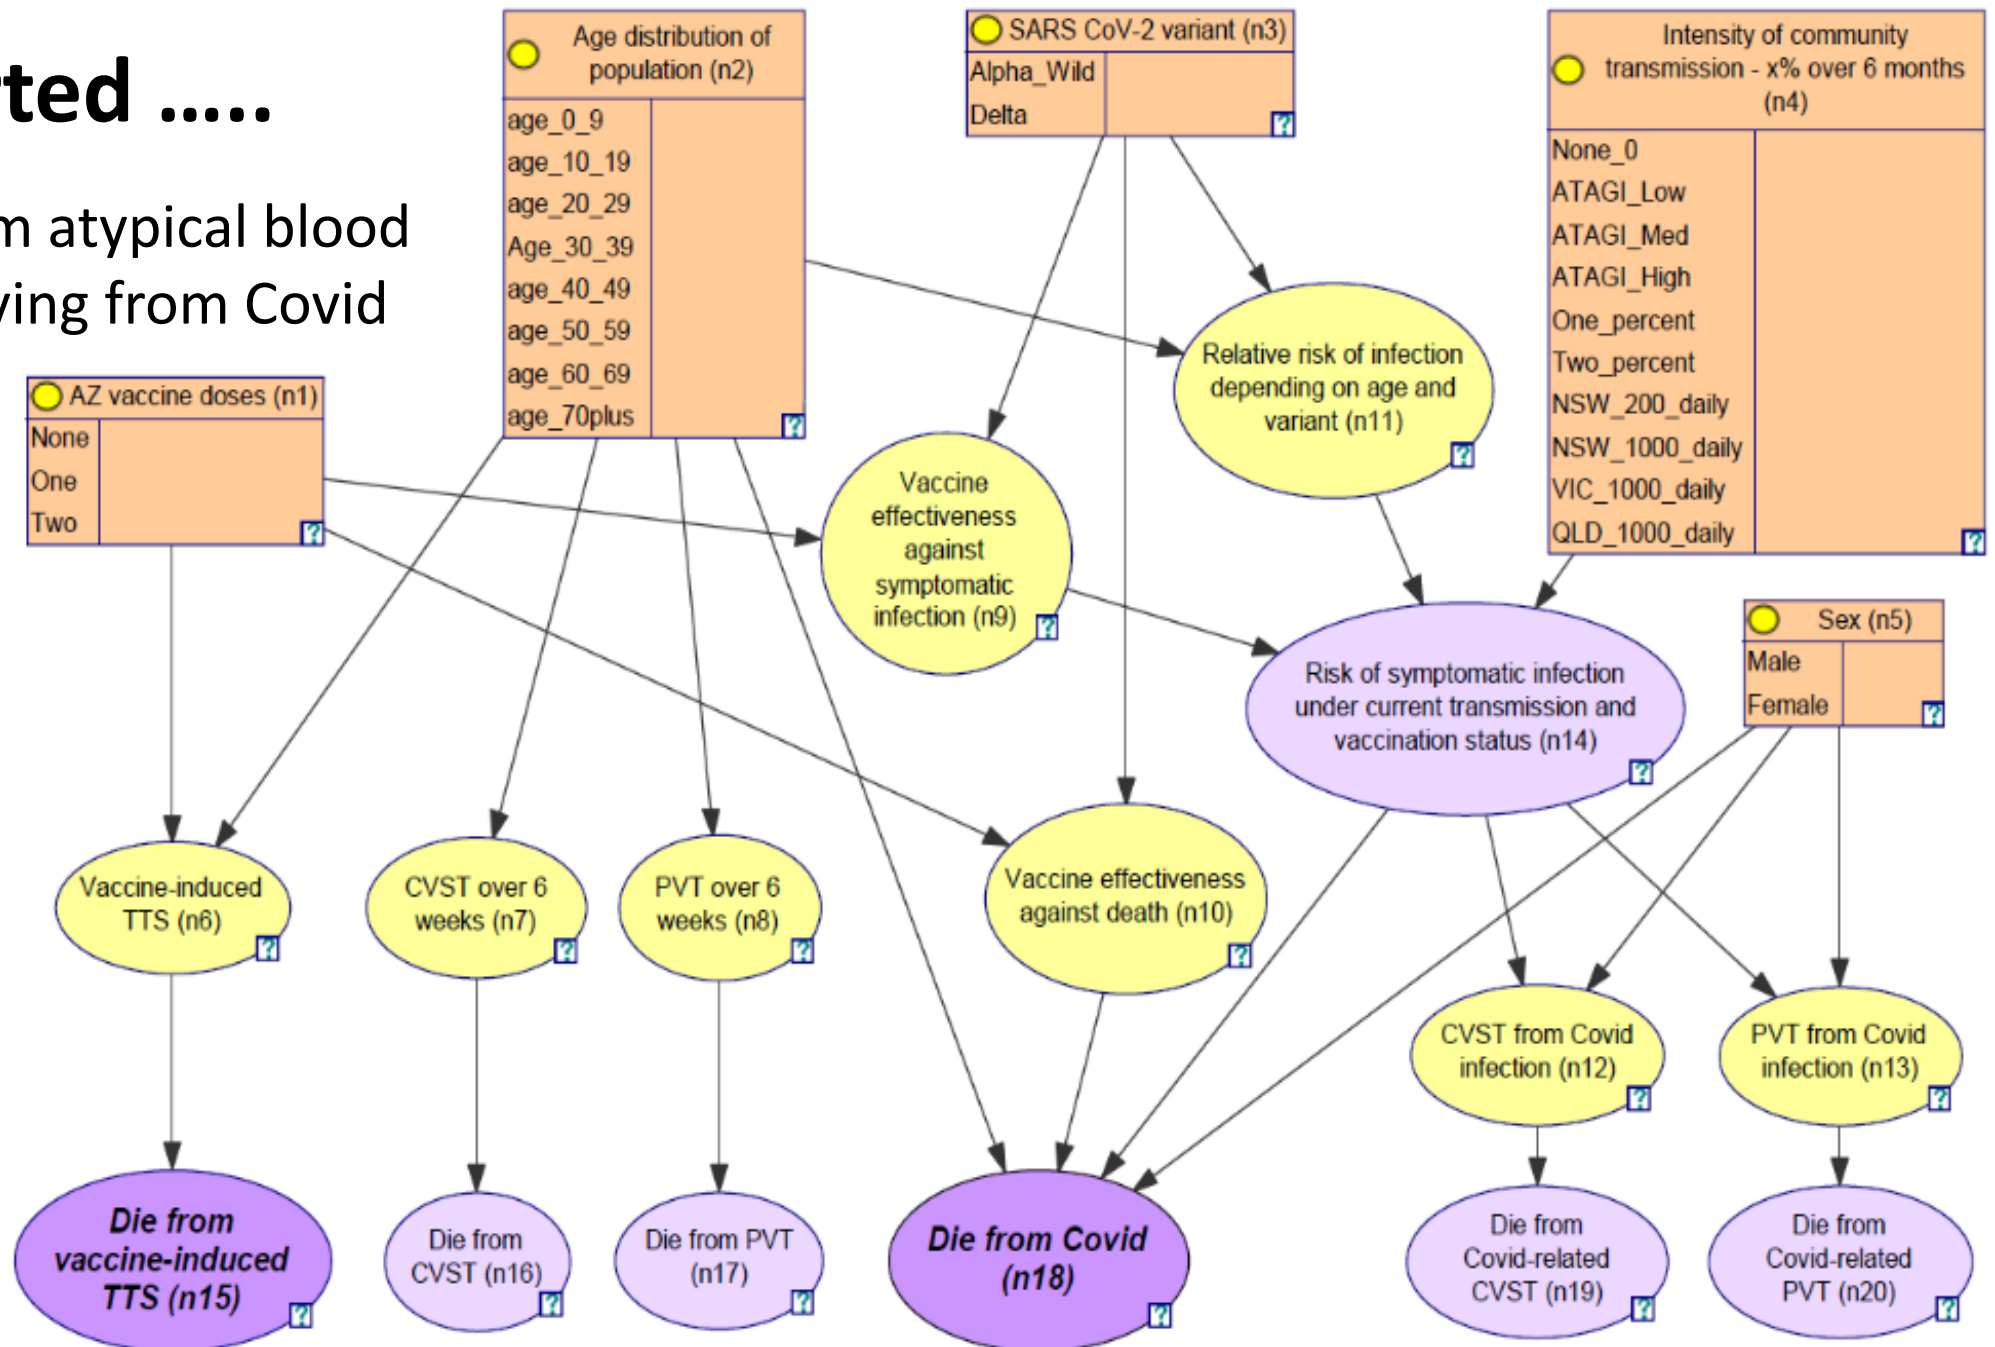 rted .....
m atypical blood
ving from Covid
Age distribution of
population (n2)
age_0_9
age_10_19
age_20_29
Age_30_39
age_40_49
age_50_59
age_60_69
age_70plus
?
SARS CoV-2 variant (n3)
Alpha_Wild
Delta
?
Intensity of community
transmission - x% over 6 months
(n4)
None_0
ATAGI_Low
ATAGI_Med
ATAGI_High
One_percent
Two_percent
NSW_200_daily
NSW_1000_daily
VIC_1000_daily
QLD_1000_daily
?
AZ vaccine doses (n1)
None
One
Two
?
Relative risk of infection
depending on age and
variant (n11)
?
Vaccine
effectiveness
against
symptomatic
infection (n9)
?
Sex (n5)
Male
Female
?
Risk of symptomatic infection
under current transmission and
vaccination status (n14)
?
Vaccine-induced
TTS (n6)
?
CVST over 6
weeks (n7)
?
PVT over 6
weeks (n8)
?
Vaccine effectiveness
against death (n10)
?
CVST from Covid
infection (n12)
?
PVT from Covid
infection (n13)
?
Die from
vaccine-induced
TTS (n15)
?
Die from
CVST (n16)
?
Die from PVT
(n17)
?
Die from Covid
(n18)
?
Die from
Covid-related
CVST (n19)
?
Die from
Covid-related
PVT (n20)
?